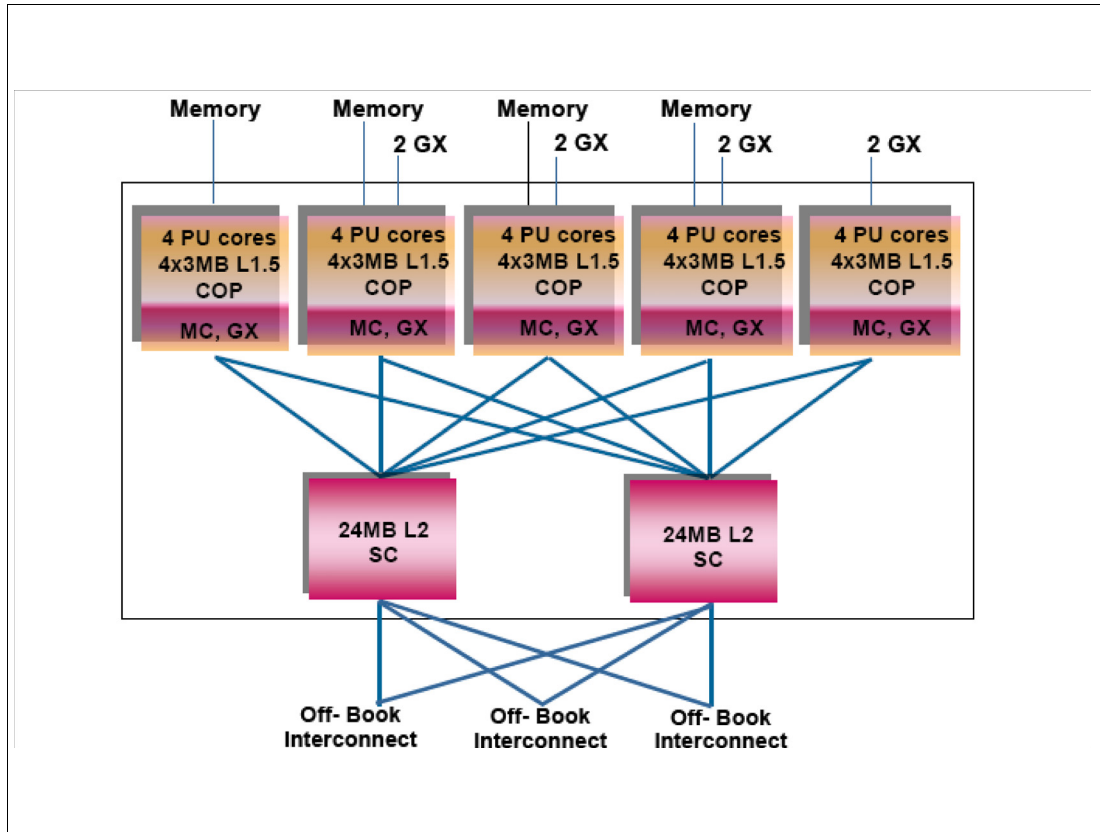 Memory
Memory
Memory
Memory
2 GX
2 GX
2 GX
2 GX
4 PU cores
4x3MB L1.5
COP
MC, GX
4 PU cores
4x3MB L1.5
COP
MC, GX
4 PU cores
4x3MB L1.5
COP
MC, GX
4 PU cores
4x3MB L1.5
COP
MC, GX
4 PU cores
4x3MB L1.5
COP
MC, GX
24MB L2
SC
24MB L2
SC
Off- Book
Interconnect
Off- Book
Interconnect
Off- Book
Interconnect